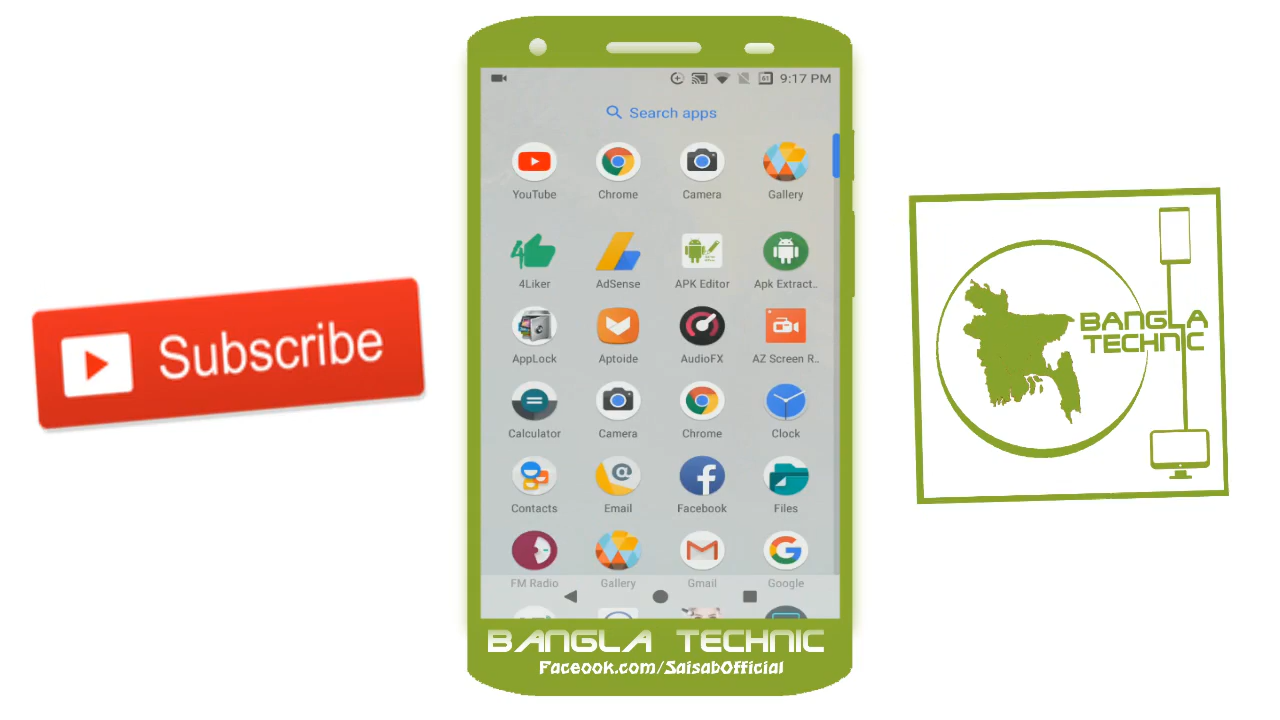 9:17 PM
Search apps
YouTube Chrome Camera Gallery
4Liker AdSense APK Editor Apk Extract..
AppLock Aptoide AudioFX AZ Screen R..
Calculator Camera Chrome Clock
Contacts Email Facebook Files
FM Radio Gallery Gmail Google
BANGLA TECHNIC
Faceook.com/SaisabOfficial
Subscribe
BANGLA
TECHNIC